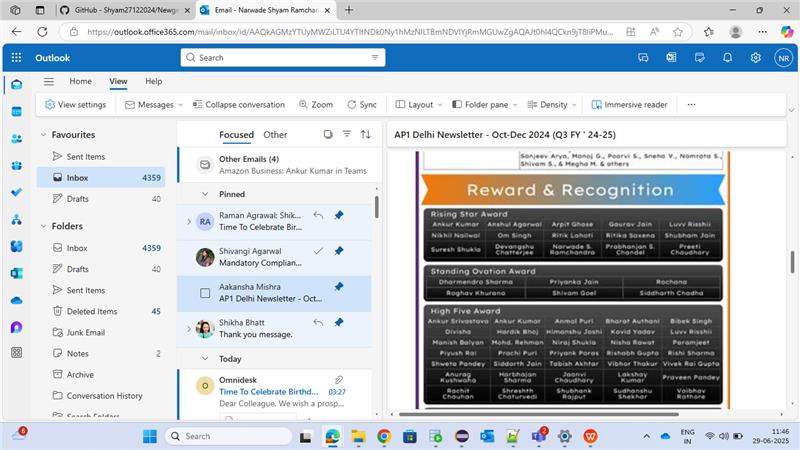 GitHub - Shyam27122024/Newge
Email - Narwade Shyam Ramchan
https://outlook.office365.com/mail/inbox/id/AAQkAGMzYTUyMWZiLTU4YTItNDk0Ny1hMzNlLTBmNDVlYjRmMGUwZgAQAJt0hl4QCkn9jT8liPMu...
Outlook
Search
NR
Home View Help
View settings Messages Collapse conversation Zoom Sync Layout Folder pane Density Immersive reader
Favourites
Sent Items
Inbox 4359
Drafts 40
Folders
Inbox 4359
Drafts 40
Sent Items
Deleted Items 45
Junk Email
Notes 2
Archive
Conversation History
Search Folders
Focused Other
Other Emails (4)
Amazon Business; Ankur Kumar in Teams
Pinned
RA
Raman Agrawal; Shik...
Time To Celebrate Bir...
Shivangi Agarwal
Mandatory Complian...
Aakansha Mishra
AP1 Delhi Newsletter - Oct...
Shikha Bhatt
Thank you message.
Today
O
Omnidesk
Time To Celebrate Birthd... 03:27
Dear Colleague, We wish a prosp...
AP1 Delhi Newsletter - Oct-Dec 2024 (Q3 FY ' 24-25)
Sanjeev Arya, Manoj G., Poorvi S., Sneha V., Namrata S.,
Shivam S., & Megha M. & others
Reward & Recognition
Rising Star Award
Ankur Kumar Anshul Agarwal Arpit Ghose Gaurav Jain Luvv Risshii
Nikhil Nailwal Om Singh Ritik Lahoti Ritika Saxena Shubham Jain
Suresh Shukla Devangshu Chatterjee Narwade S. Ramchandra Prabhanjan S. Chandel Preeti Chaudhary
Standing Ovation Award
Dharmendra Sharma Priyanka Jain Rachana
Raghav Khurana Shivam Goel Siddharth Chadha
High Five Award
Ankur Srivastava Ankur Kumar Anmol Puri Bharat Authani Bibek Singh
Divisha Hardik Bhoj Himanshu Joshi Kovid Yadav Luvv Risshii
Manish Balyan Mohd. Rehman Niraj Shukla Nisha Rawat Paramjeet
Piyush Rai Prachi Puri Priyank Paras Rishabh Gupta Rishi Sharma
Shweta Pandey Siddarth Jain Tabish Akhtar Vibhor Thakur Vivek Rai Gupta
Anurag Kushwaha Harbhajan Sharma Jaanvi Chaudhary Lakshay Kumar Praveen Pandey
Rachit Chauhan Shreshth Chaturvedi Shubhank Rajput Sudhanshu Shekhar Vaibhav Rathore
6
Search
2
ENG
IN
11:46
29-06-2025